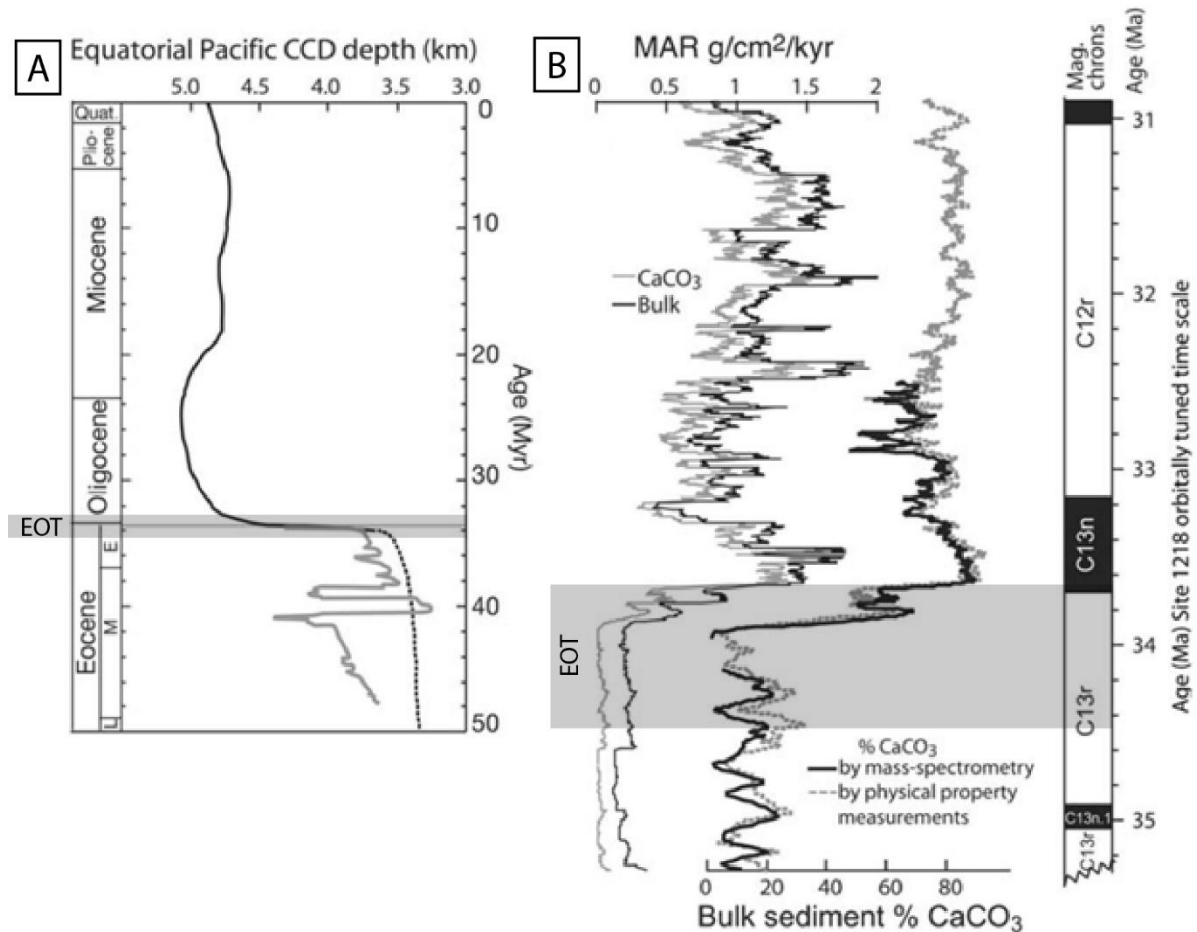 A
Equatorial Pacific CCD depth (km)
5.0 4.5 4.0 3.5 3.0
Quat.
Plio-
cene
Miocene
Oligocene
EOT
Eocene
E
M
L
0
10
20
30
40
50
Age (Myr)
B
MAR g/cm2/kyr
0 0.5 1 1.5 2
CaCO3
Bulk
EOT
% CaCO3
by mass-spectrometry
by physical property
measurements
0 20 40 60 80
Bulk sediment % CaCO3
Mag.
chrons
C12r
C13n
C13r
C13n.1
C13r
Age (Ma)
31
32
33
34
35
Age (Ma) Site 1218 orbitally tuned time scale